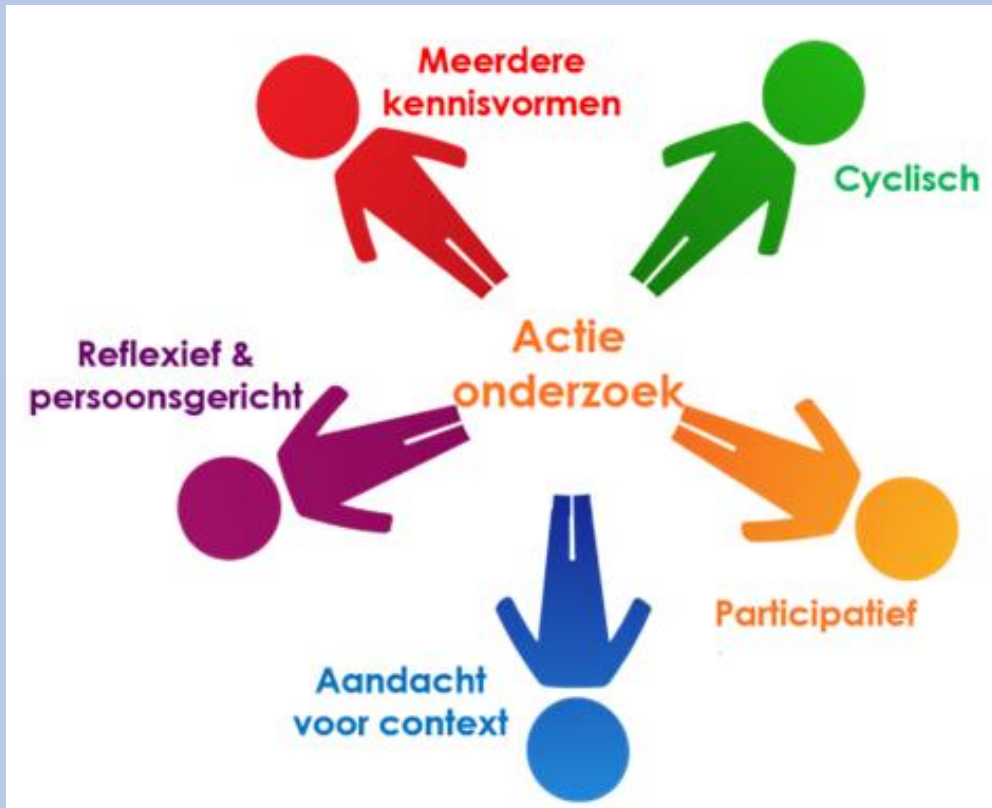 Meerdere
kennisvormen
Cyclisch
Actie
onderzoek
Reflexief &
persoonsgericht
Participatief
Aandacht
voor context